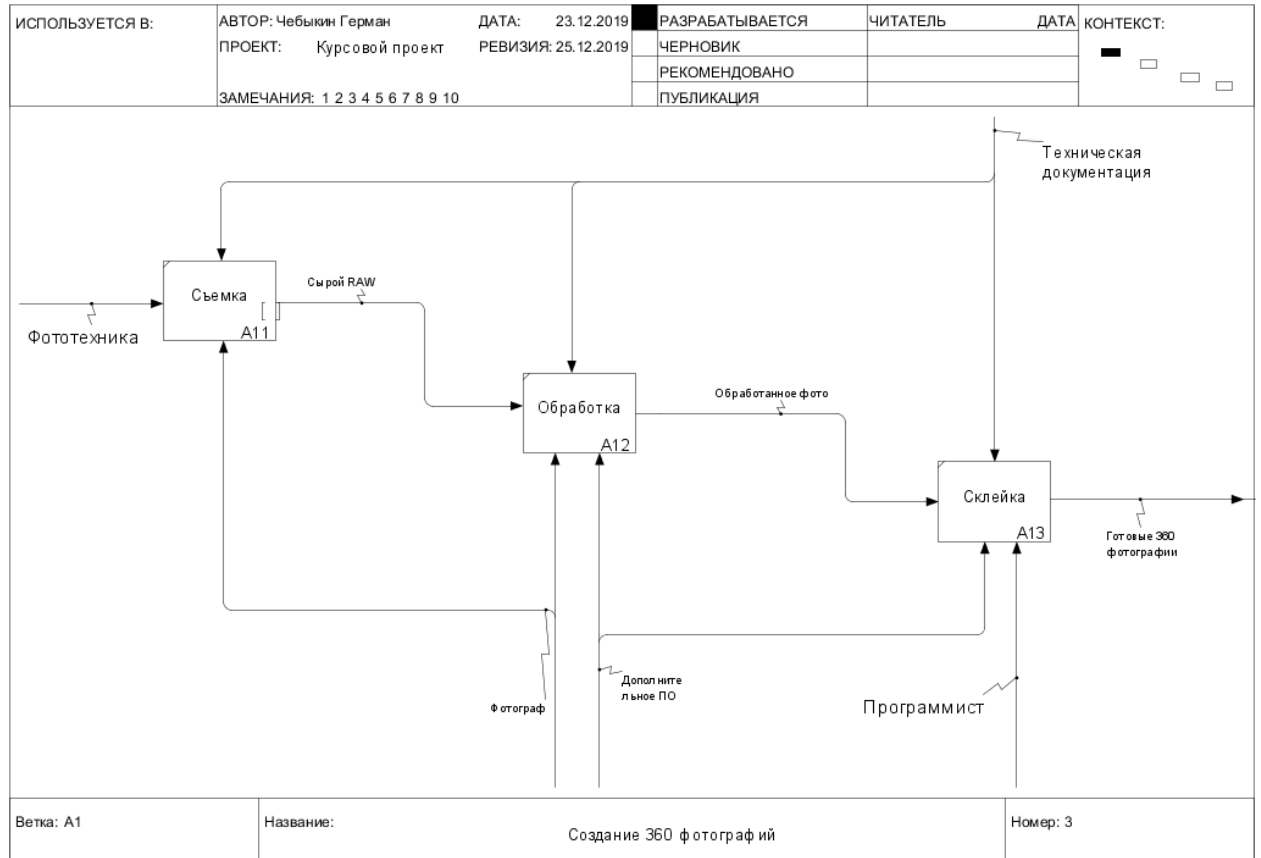 ИСПОЛЬЗУЕТСЯ В:
АВТОР: Чебыкин Герман
ДАТА: 23.12.2019
ПРОЕКТ: Курсовой проект
РЕВИЗИЯ: 25.12.2019
ЗАМЕЧАНИЯ: 1 2 3 4 5 6 7 8 9 10
РАЗРАБАТЫВАЕТСЯ
ЧЕРНОВИК
РЕКОМЕНДОВАНО
ПУБЛИКАЦИЯ
ЧИТАТЕЛЬ
ДАТА
КОНТЕКСТ:
Техническая
документация
Сырой RAW
Съемка
A11
Фототехника
Обработанное фото
Обработка
A12
Склейка
A13
Готовые 360
фотографии
Дополните
льное ПО
Фотограф
Программист
Ветка: A1
Название:
Создание 360 фотографий
Номер: 3